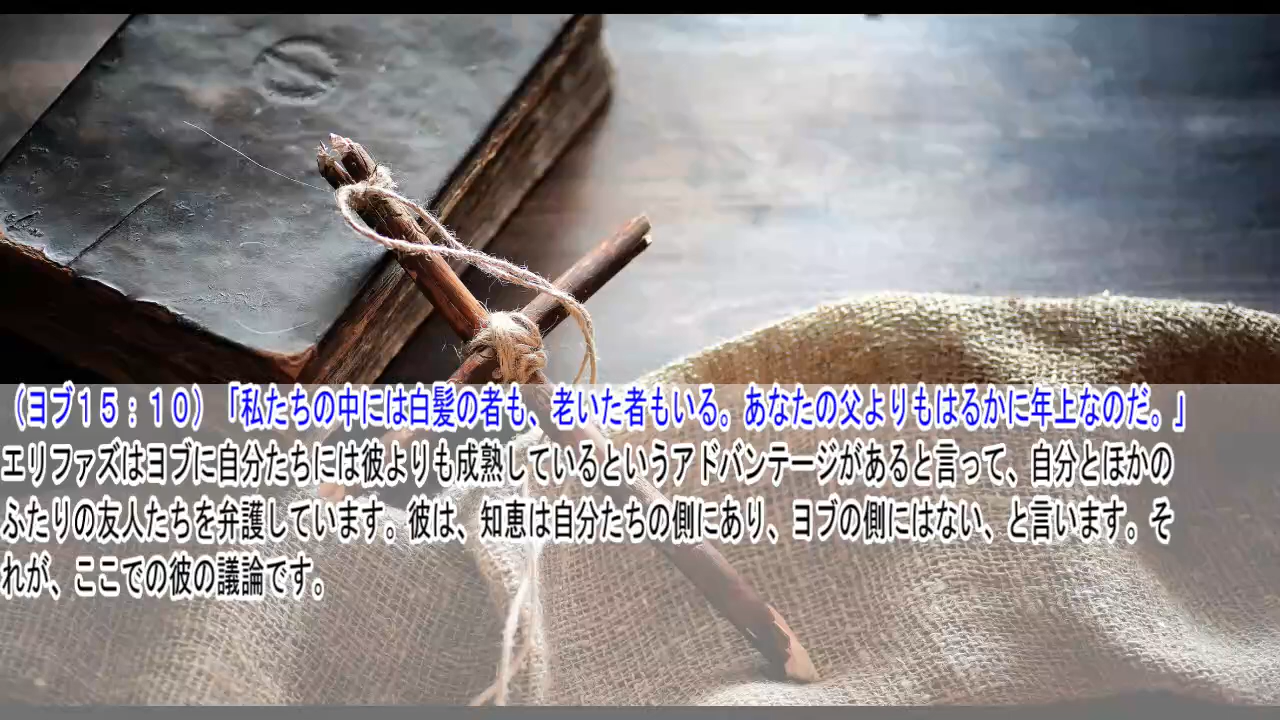 （ヨブ１５：１０）「私たちの中には白髪の者も、老いた者もいる。あなたの父よりもはるかに年上なのだ。」
エリファズはヨブに自分たちには彼よりも成熟しているというアドバンテージがあると言って、自分とほかの
ふたりの友人たちを弁護しています。彼は、知恵は自分たちの側にあり、ヨブの側にはない、と言います。そ
れが、ここでの彼の議論です。